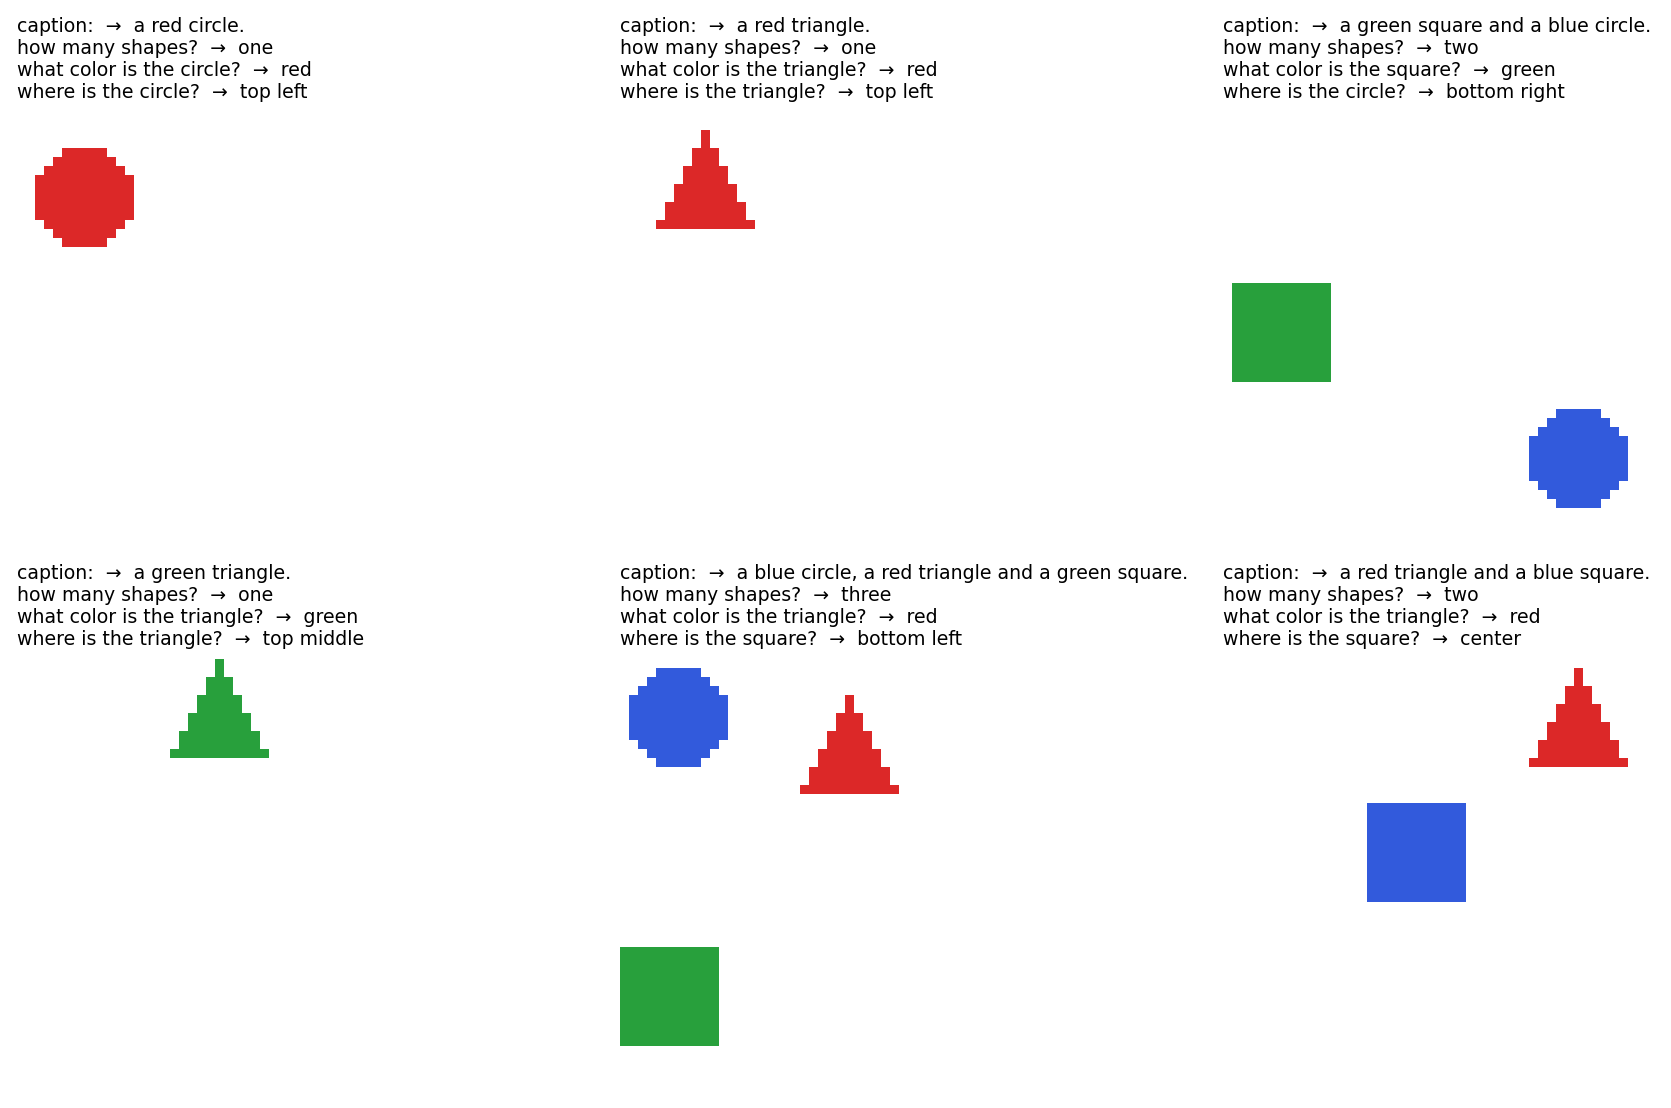 caption:  →  a red circle.
how many shapes?  →  one
what color is the circle?  →  red
where is the circle?  →  top left
caption:  →  a red triangle.
how many shapes?  →  one
what color is the triangle?  →  red
where is the triangle?  →  top left
caption:  →  a green square and a blue circle.
how many shapes?  →  two
what color is the square?  →  green
where is the circle?  →  bottom right
caption:  →  a green triangle.
how many shapes?  →  one
what color is the triangle?  →  green
where is the triangle?  →  top middle
caption:  →  a blue circle, a red triangle and a green square.
how many shapes?  →  three
what color is the triangle?  →  red
where is the square?  →  bottom left
caption:  →  a red triangle and a blue square.
how many shapes?  →  two
what color is the triangle?  →  red
where is the square?  →  center